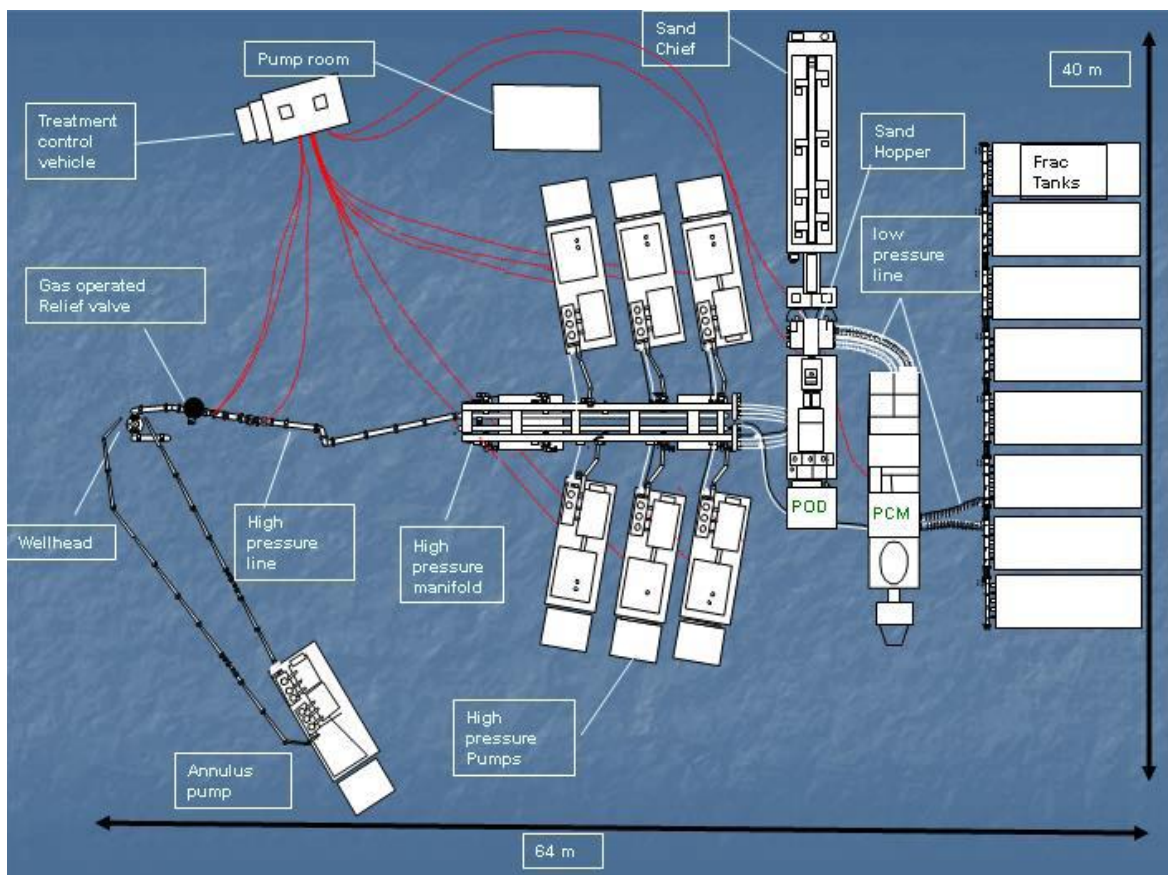 Sand
Chief
40 m
Pump room
Treatment
control
vehicle
Sand
Hopper
Frac
Tanks
low
pressure
line
Gas operated
Relief valve
POD
PCM
Wellhead
High
pressure
line
High
pressure
manifold
High
pressure
Pumps
Annulus
pump
64 m